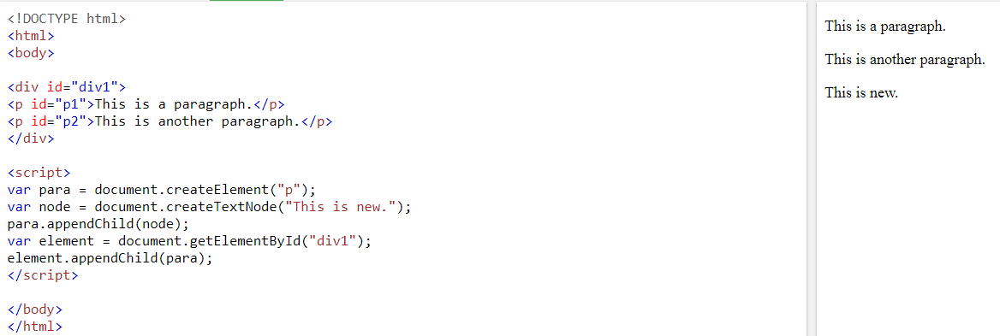 <!DOCTYPE html>
<html>
<body>
<div id="div1">
<p id="p1">This is a paragraph.</p>
<p id="p2">This is another paragraph.</p>
</div>
<script>
var para = document.createElement("p");
var node = document.createTextNode("This is new.");
para.appendChild(node);
var element = document.getElementById("div1");
element.appendChild(para);
</script>
</body>
</html>
This is a paragraph.
This is another paragraph.
This is new.